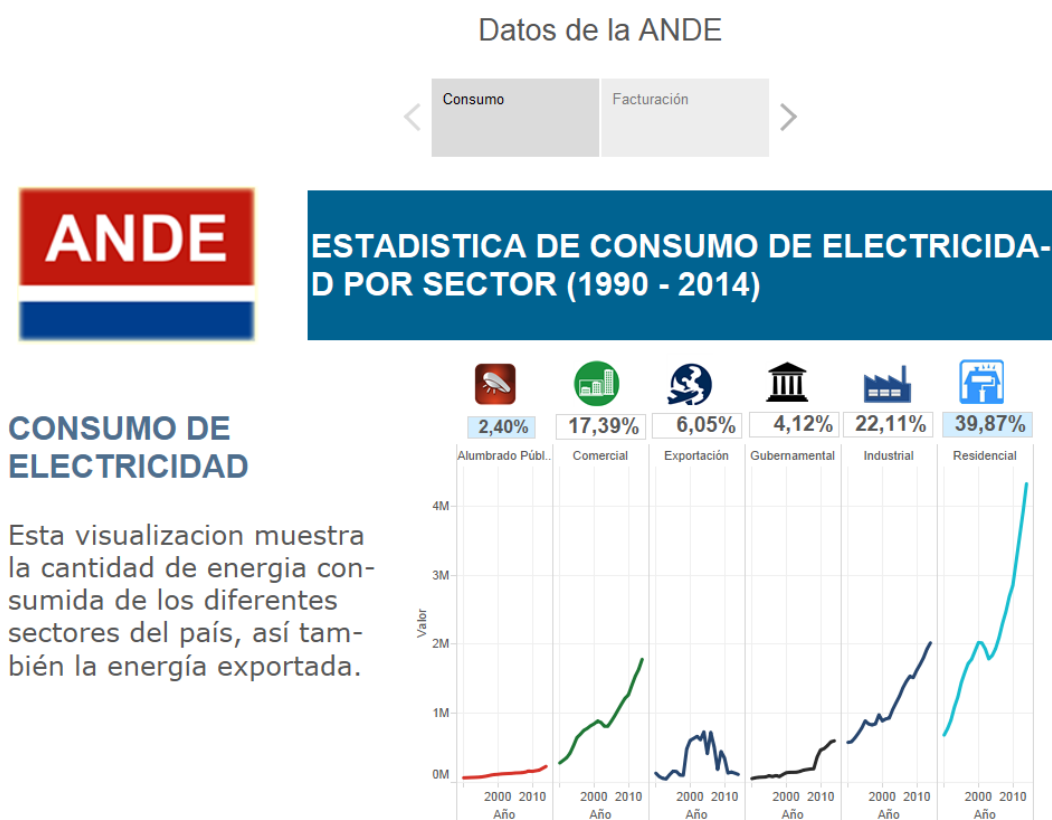 Datos de la ANDE
Consumo
Facturación
ANDE
ESTADISTICA DE CONSUMO DE ELECTRICIDA-
D POR SECTOR (1990 - 2014)
CONSUMO DE
ELECTRICIDAD
Esta visualizacion muestra
la cantidad de energia con-
sumida de los diferentes
sectores del país, así tam-
bién la energía exportada.
2,40% 17,39% 6,05% 4,12% 22,11% 39,87%
Alumbrado Públ.. Comercial Exportación Gubernamental Industrial Residencial
4M
3M
2M
1M
0M
Valor
2000 2010 2000 2010 2000 2010 2000 2010 2000 2010 2000 2010
Año Año Año Año Año Año